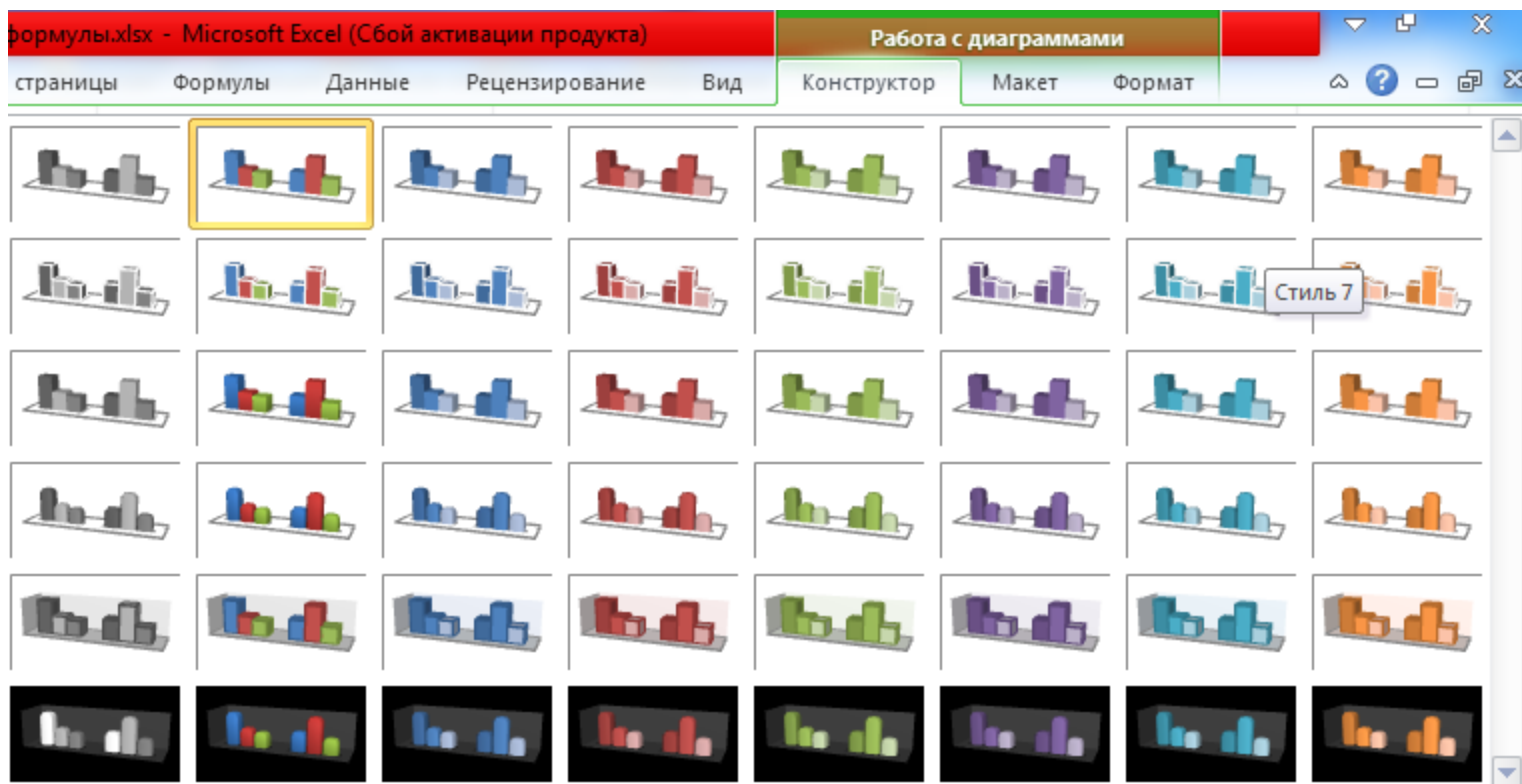 формулы.xlsx - Microsoft Excel (Сбой активации продукта)
Работа с диаграммами
страницы Формулы Данные Рецензирование Вид Конструктор Макет Формат
Стиль 7